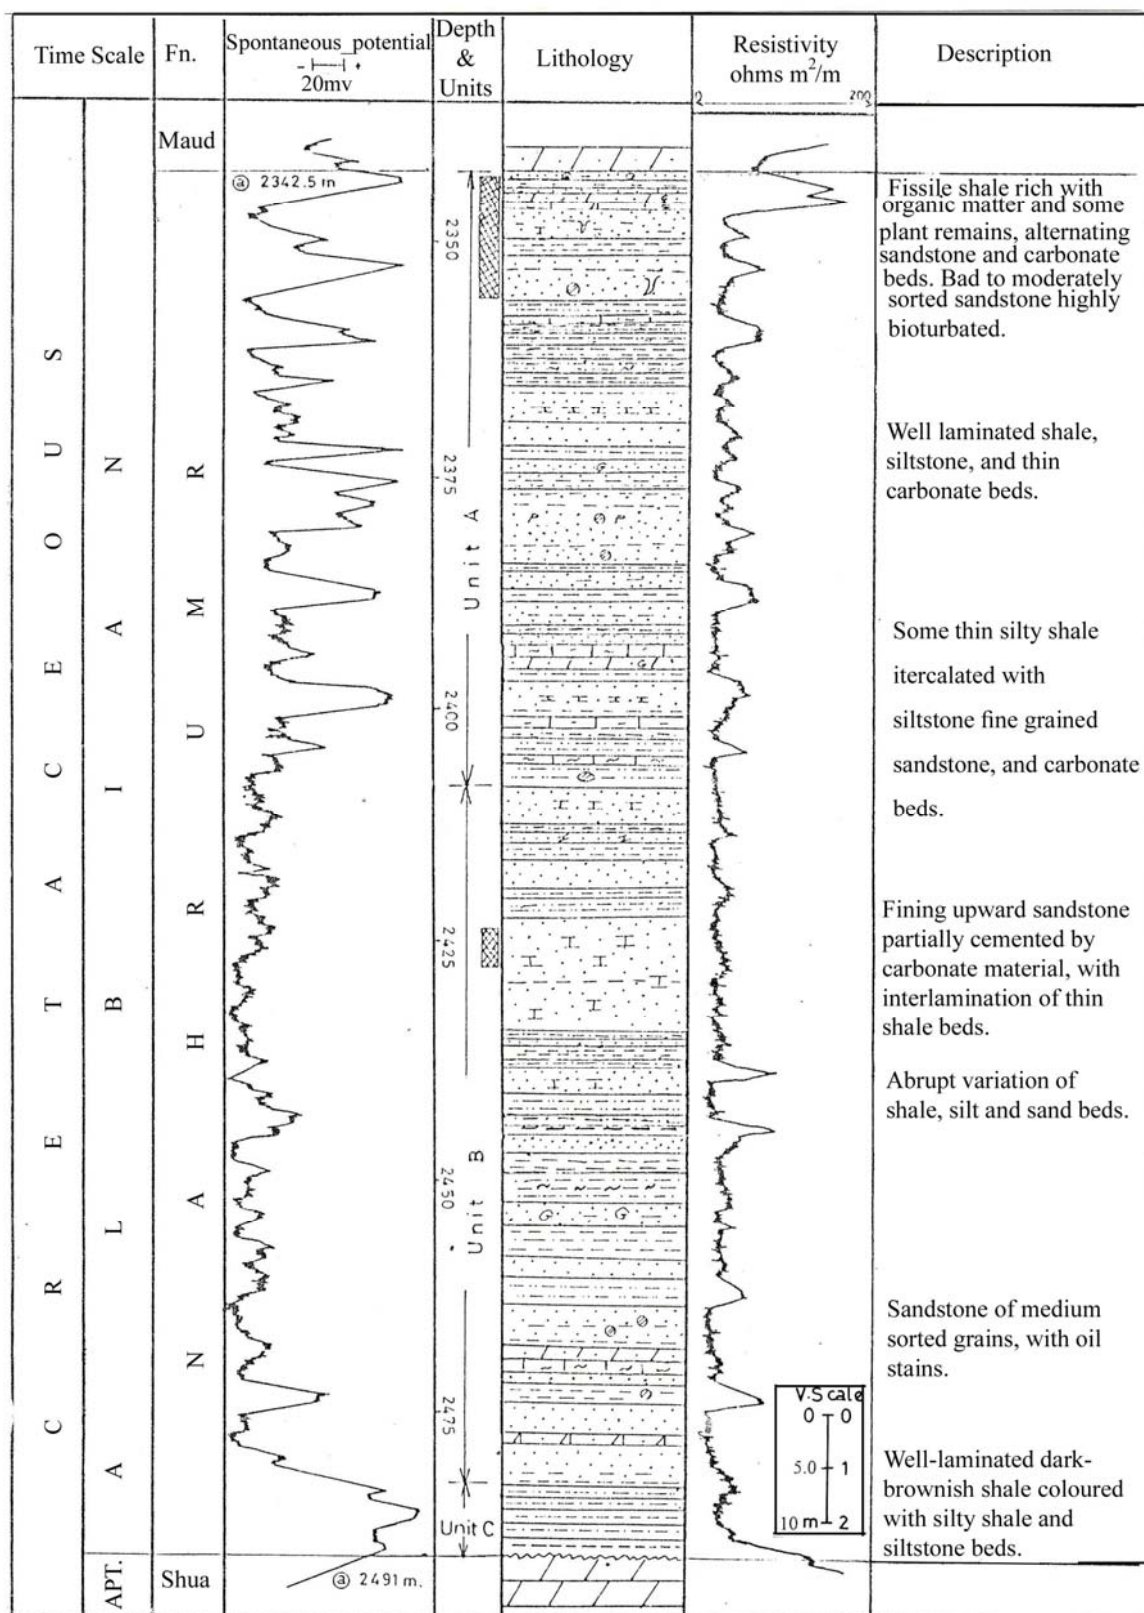 Time Scale
Fn.
Spontaneous_potential
- +
20mv
Depth
&
Units
Lithology
Resistivity
ohms m²/m
2 200
Description
CRETACEOUS
ALBIAN
APT.
Maud
NAHR UMR
Shua
@ 2342.5 m
2350
2375
Unit A
2400
2425
Unit B
2450
2475
Unit C
@ 2491 m.
Fissile shale rich with
organic matter and some
plant remains, alternating
sandstone and carbonate
beds. Bad to moderately
sorted sandstone highly
bioturbated.
Well laminated shale,
siltstone, and thin
carbonate beds.
Some thin silty shale
itercalated with
siltstone fine grained
sandstone, and carbonate
beds.
Fining upward sandstone
partially cemented by
carbonate material, with
interlamination of thin
shale beds.
Abrupt variation of
shale, silt and sand beds.
Sandstone of medium
sorted grains, with oil
stains.
Well-laminated dark-
brownish shale coloured
with silty shale and
siltstone beds.
V.Scale
0 0
5.0 1
10 m 2